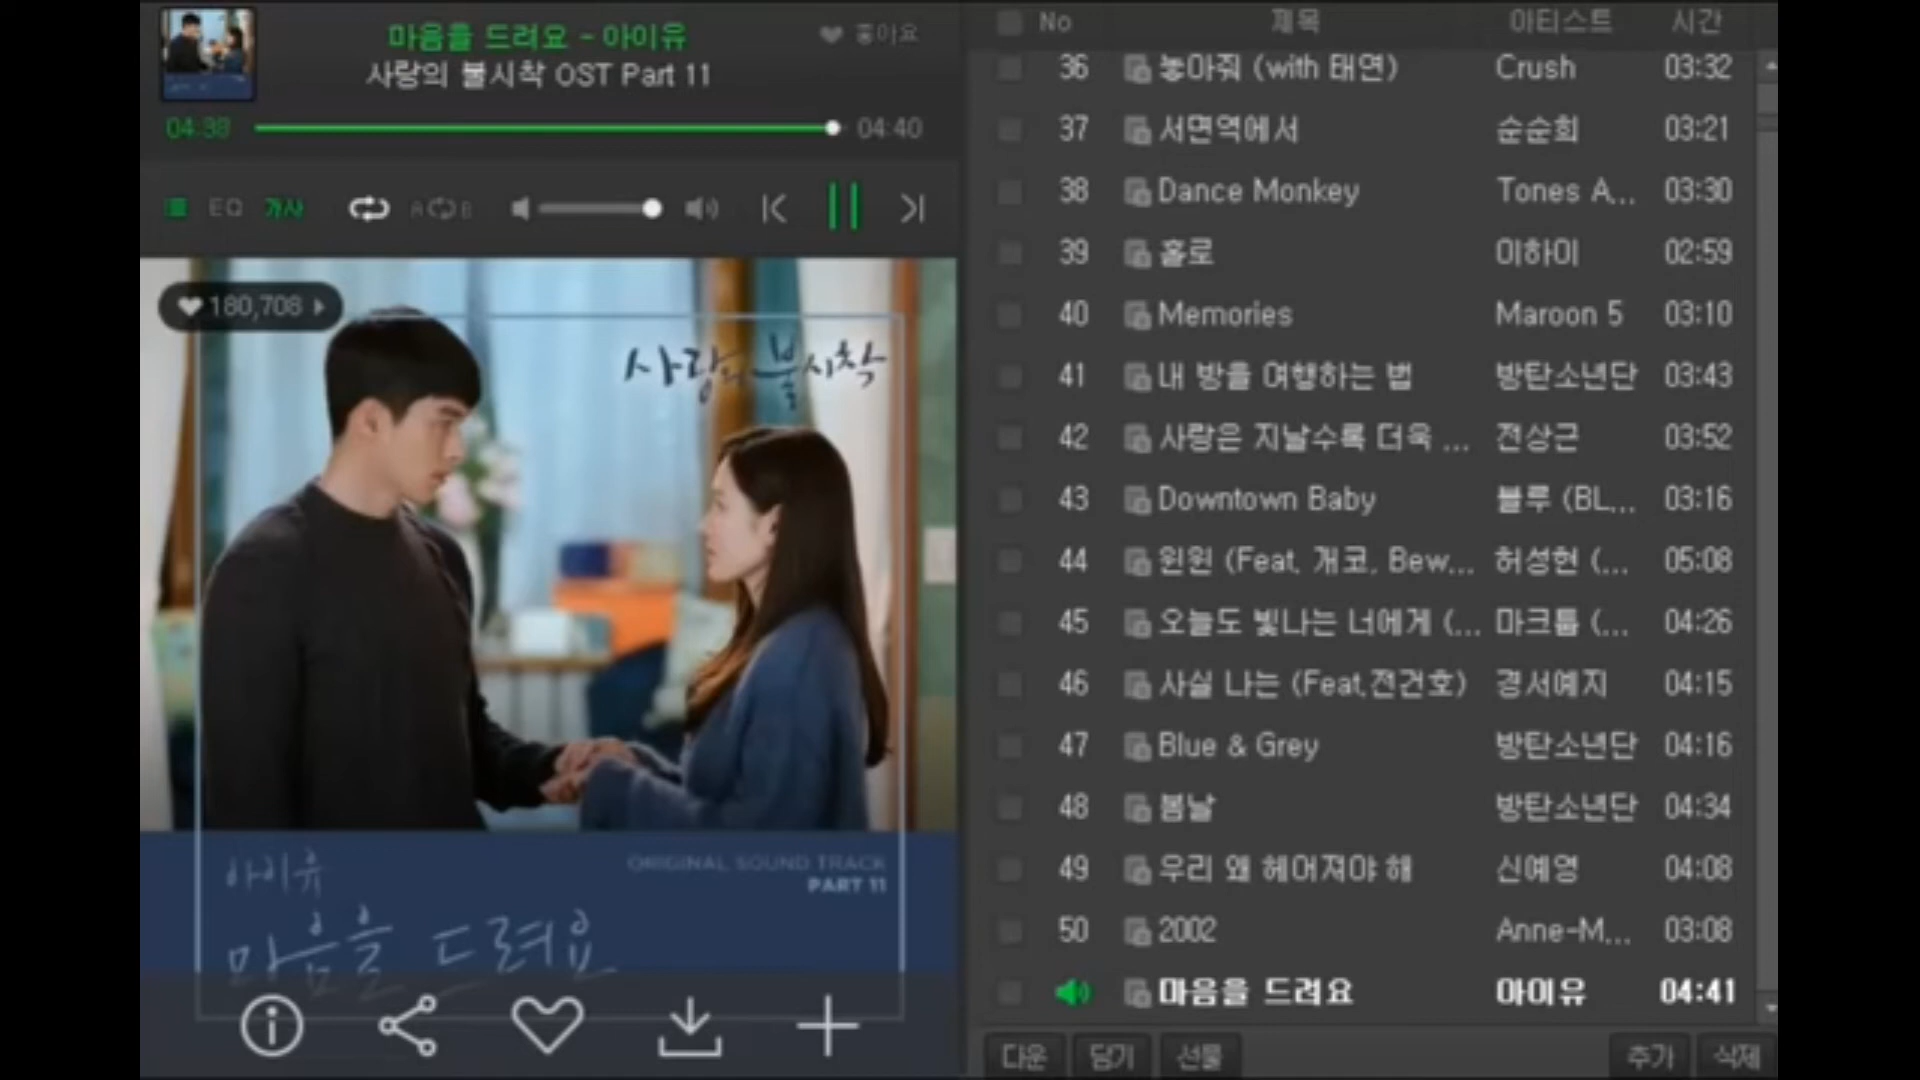 마음을 드려요 - 아이유
좋아요
사랑의 불시착 OST Part 11
04:38
04:40
EQ 가사
A B
180,708
사랑의 불시착
아이유
ORIGINAL SOUND TRACK
PART 11
마음을 드려요
No 제목 아티스트 시간
36 놓아줘 (with 태연) Crush 03:32
37 서면역에서 순순희 03:21
38 Dance Monkey Tones A... 03:30
39 홀로 이하이 02:59
40 Memories Maroon 5 03:10
41 내 방을 여행하는 법 방탄소년단 03:43
42 사랑은 지날수록 더욱 ... 전상근 03:52
43 Downtown Baby 블루 (BL... 03:16
44 윈윈 (Feat. 개코, Bew... 허성현 (... 05:08
45 오늘도 빛나는 너에게 (... 마크툽 (... 04:26
46 사실 나는 (Feat.전건호) 경서예지 04:15
47 Blue & Grey 방탄소년단 04:16
48 봄날 방탄소년단 04:34
49 우리 왜 헤어져야 해 신예영 04:08
50 2002 Anne-M... 03:08
마음을 드려요 아이유 04:41
다운 담기 선물 추가 삭제